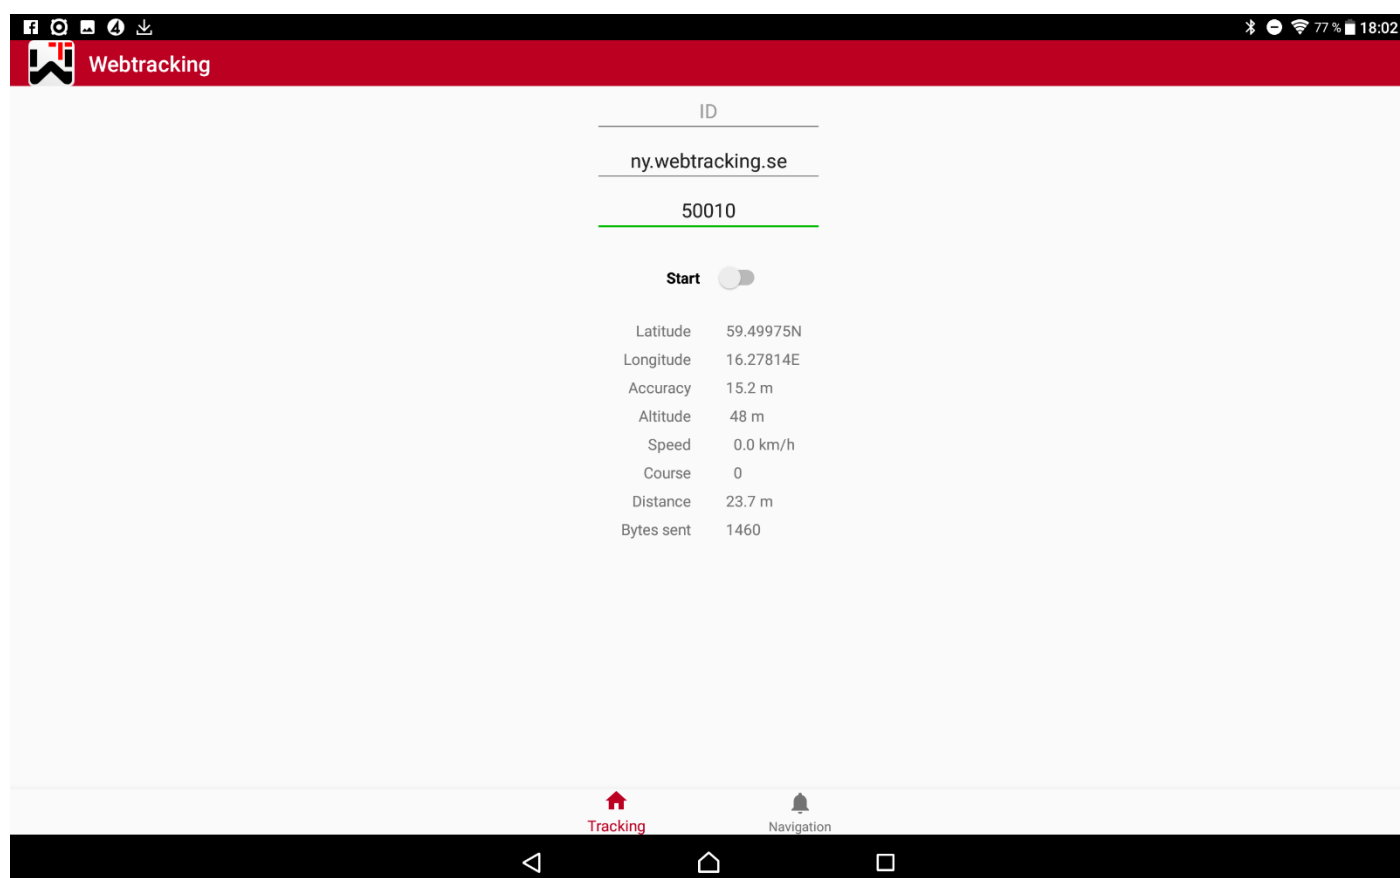 77 % 18:02
Webtracking
ID
ny.webtracking.se
50010
Start
Latitude 59.49975N
Longitude 16.27814E
Accuracy 15.2 m
Altitude 48 m
Speed 0.0 km/h
Course 0
Distance 23.7 m
Bytes sent 1460
Tracking Navigation